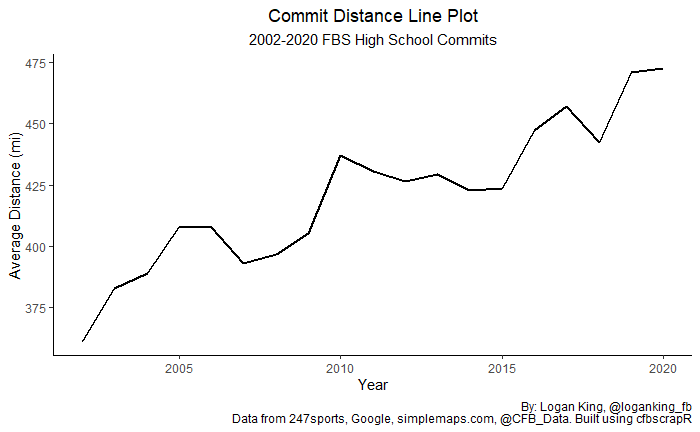 Commit Distance Line Plot
2002-2020 FBS High School Commits
475
450
425
400
375
Average Distance (mi)
2005 2010 2015 2020
Year
By: Logan King, @loganking_fb
Data from 247sports, Google, simplemaps.com, @CFB_Data. Built using cfbscrapR